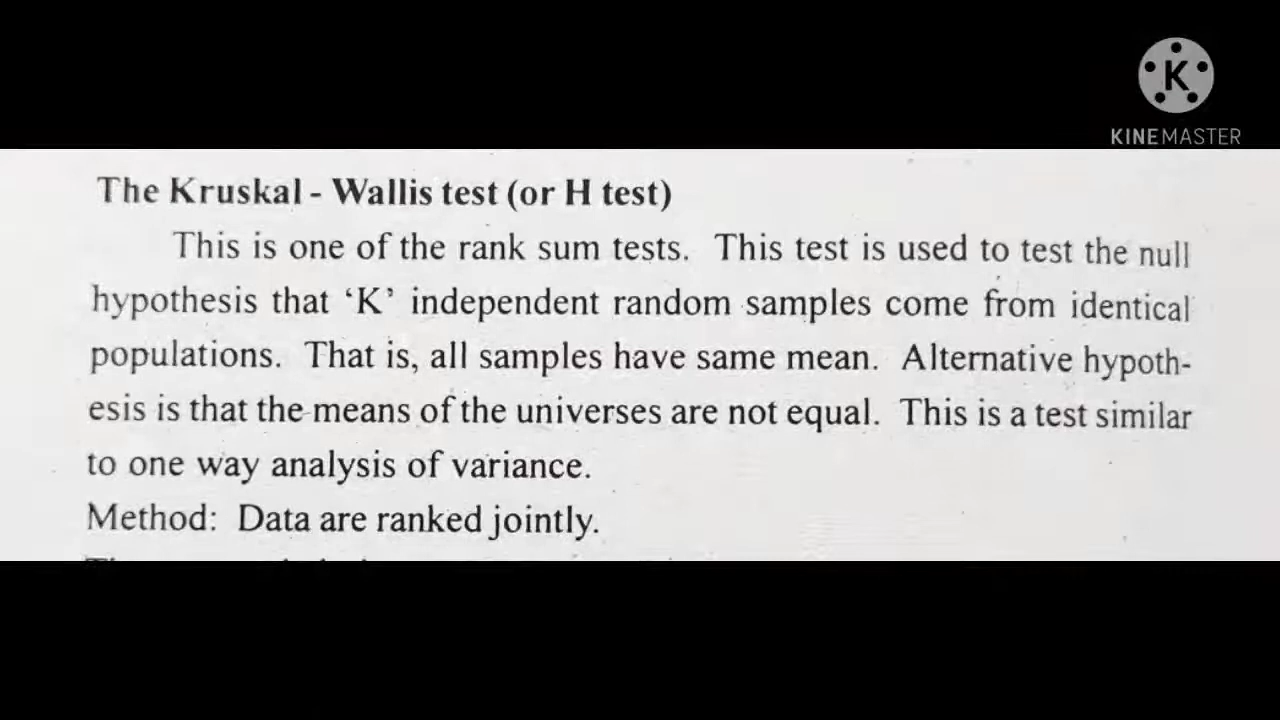 K
KINEMASTER
The Kruskal - Wallis test (or H test)
This is one of the rank sum tests. This test is used to test the null
hypothesis that ‘K’ independent random samples come from identical
populations. That is, all samples have same mean. Alternative hypoth-
esis is that the means of the universes are not equal. This is a test similar
to one way analysis of variance.
Method: Data are ranked jointly.